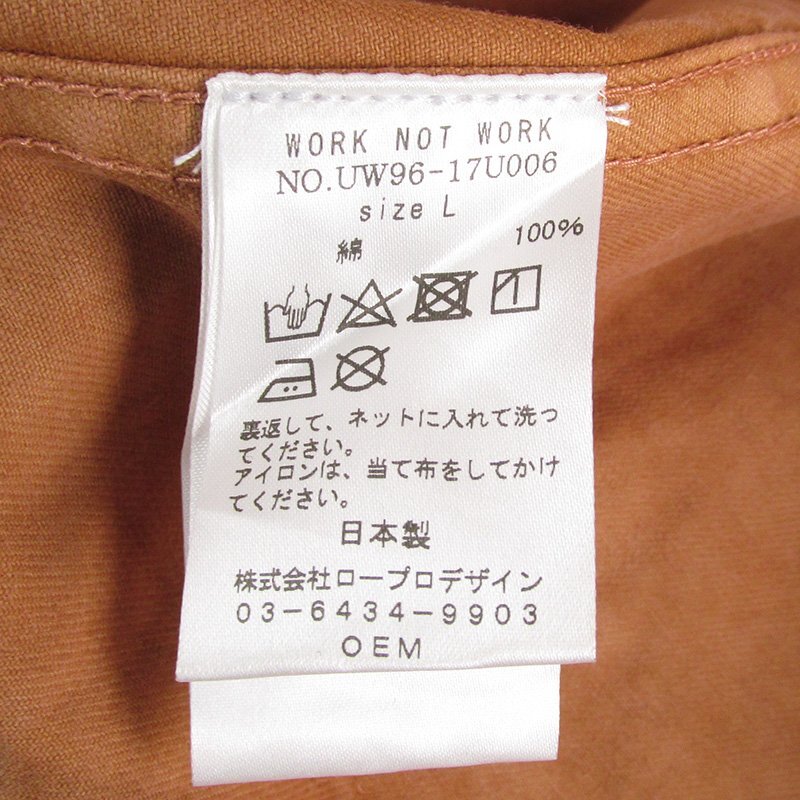 WORK NOT WORK
NO.UW96-17U006
size L
綿 100%
裏返して、ネットに入れて洗っ
てください。
アイロンは、当て布をしてかけ
てください。
日本製
株式会社ロープロデザイン
03-6434-9903
OEM